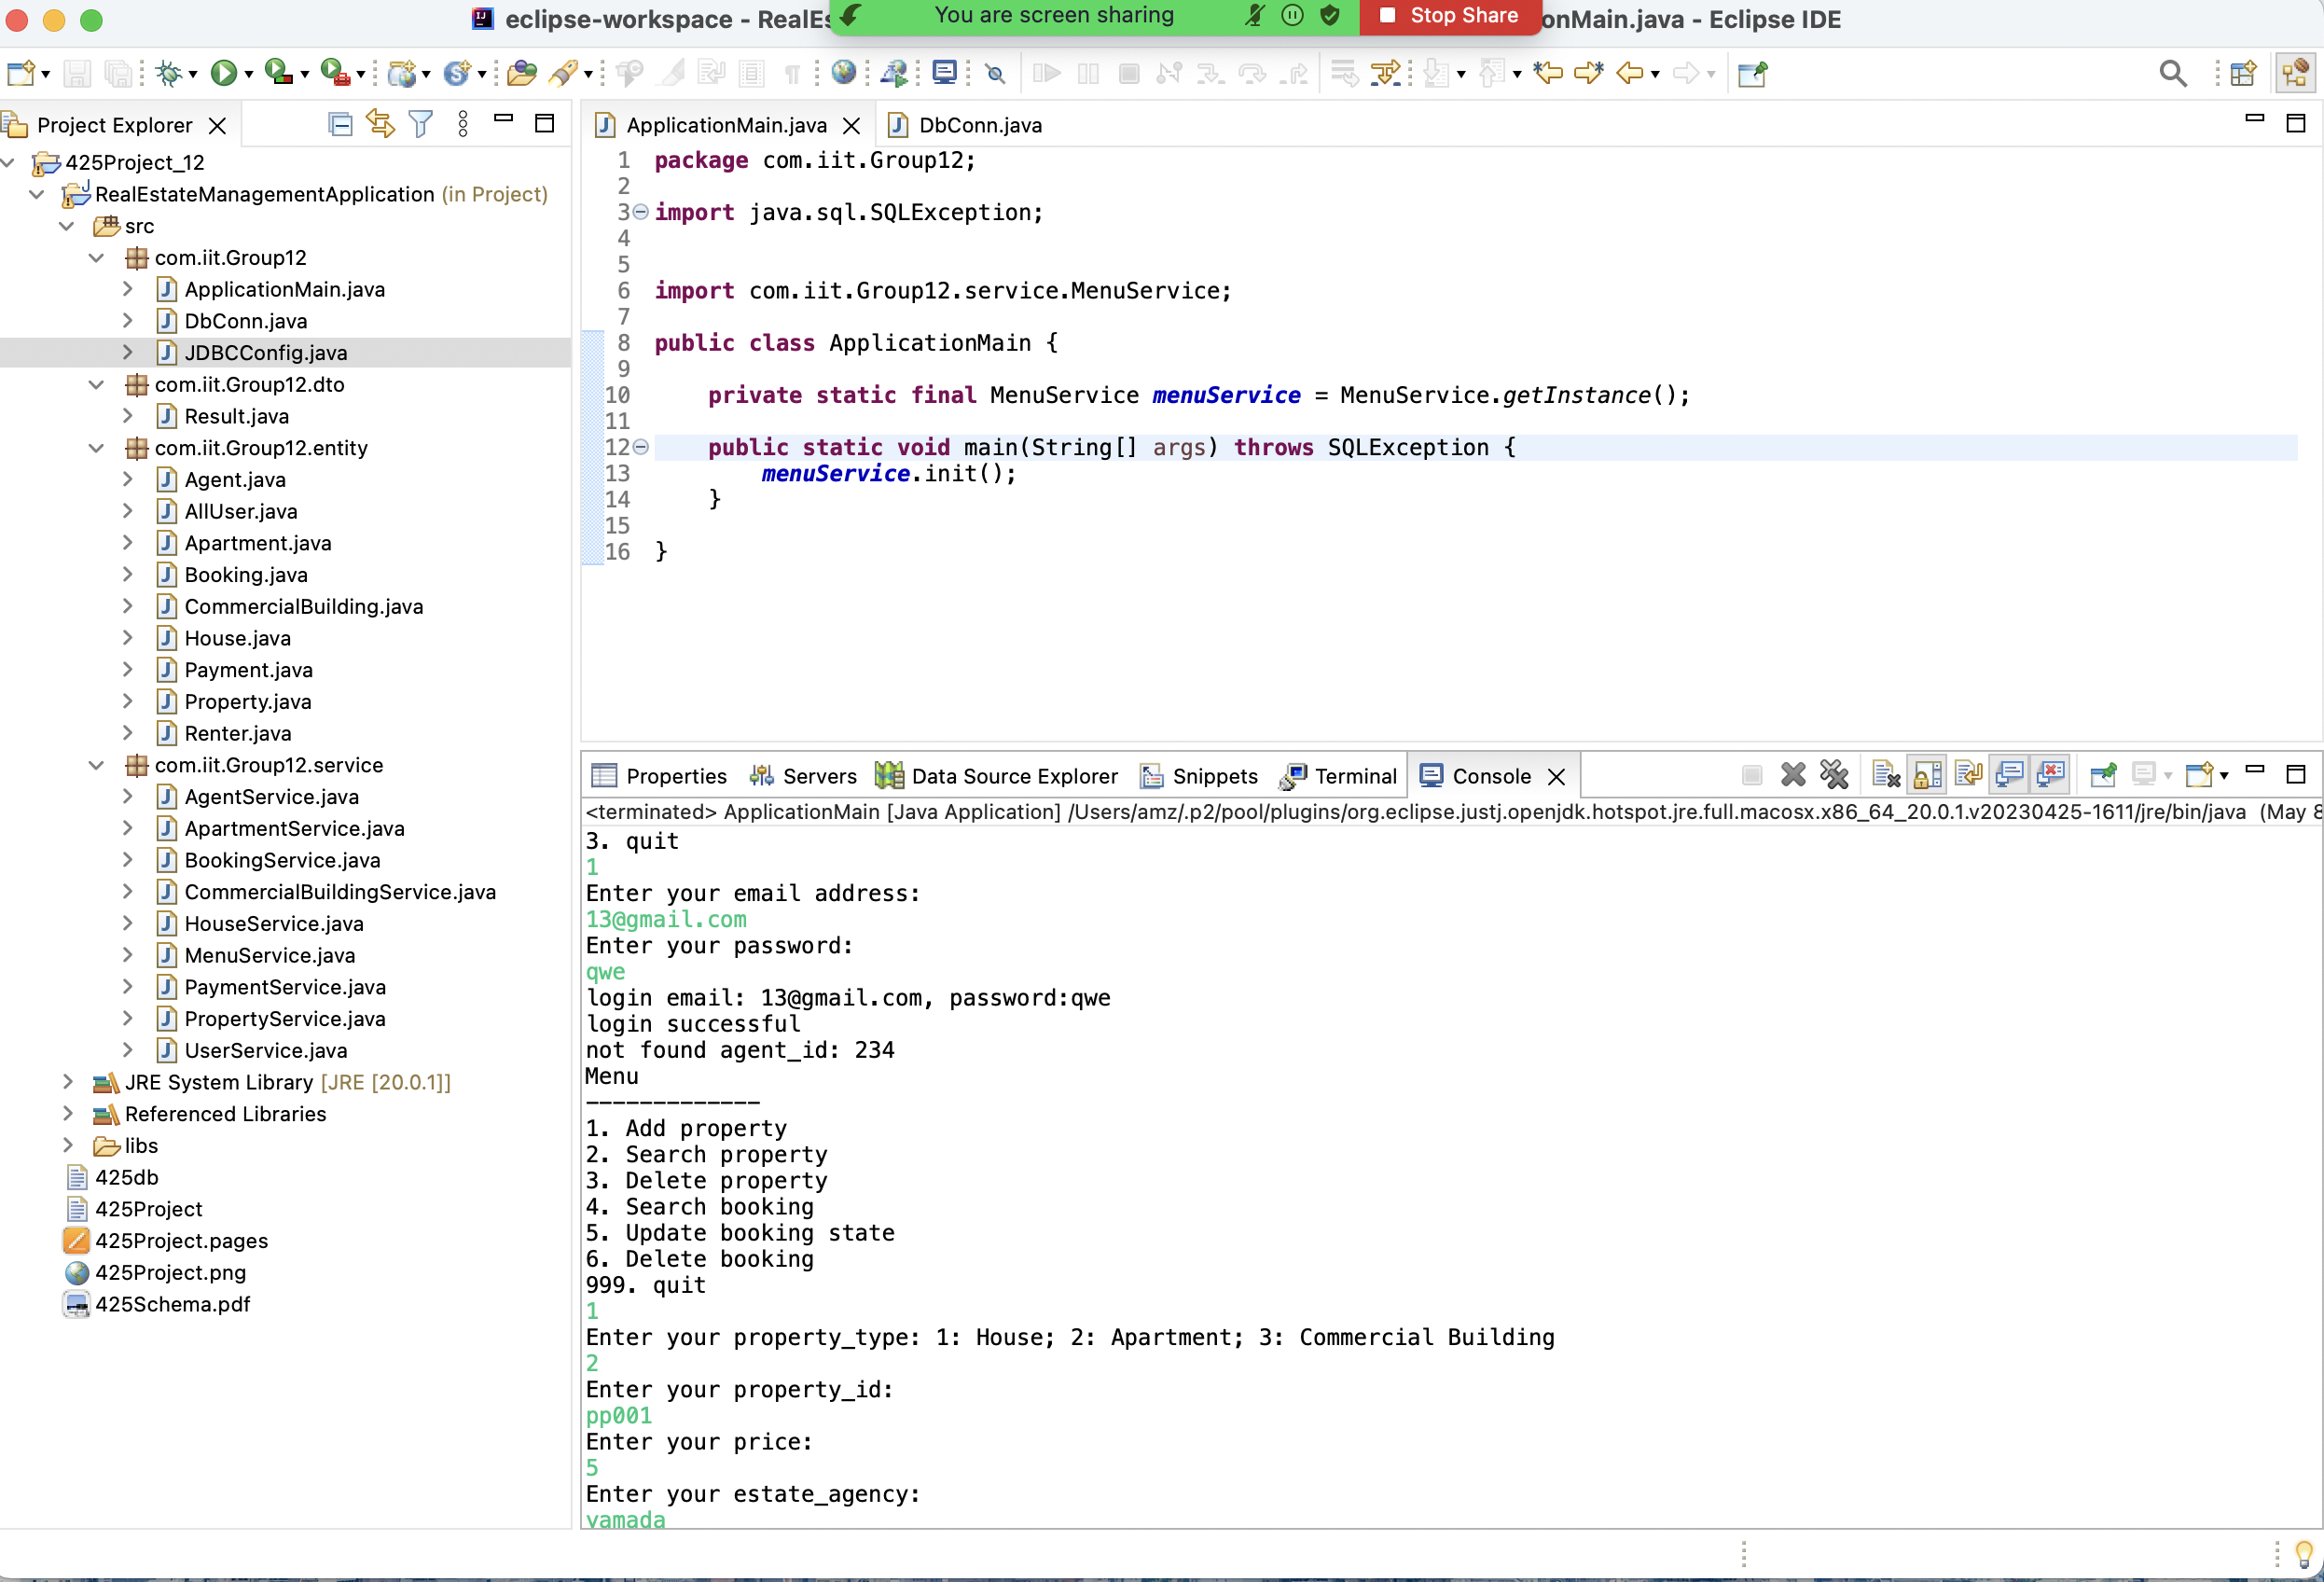 eclipse-workspace - RealEs
You are screen sharing
Stop Share
onMain.java - Eclipse IDE
Project Explorer
425Project_12
RealEstateManagementApplication (in Project)
src
com.iit.Group12
ApplicationMain.java
DbConn.java
JDBCConfig.java
com.iit.Group12.dto
Result.java
com.iit.Group12.entity
Agent.java
AllUser.java
Apartment.java
Booking.java
CommercialBuilding.java
House.java
Payment.java
Property.java
Renter.java
com.iit.Group12.service
AgentService.java
ApartmentService.java
BookingService.java
CommercialBuildingService.java
HouseService.java
MenuService.java
PaymentService.java
PropertyService.java
UserService.java
JRE System Library [JRE [20.0.1]]
Referenced Libraries
libs
425db
425Project
425Project.pages
425Project.png
425Schema.pdf
ApplicationMain.java
DbConn.java
1 package com.iit.Group12;
2
3 import java.sql.SQLException;
4
5
6 import com.iit.Group12.service.MenuService;
7
8 public class ApplicationMain {
9
10 private static final MenuService menuService = MenuService.getInstance();
11
12 public static void main(String[] args) throws SQLException {
13 menuService.init();
14 }
15
16 }
Properties Servers Data Source Explorer Snippets Terminal Console
<terminated> ApplicationMain [Java Application] /Users/amz/.p2/pool/plugins/org.eclipse.justj.openjdk.hotspot.jre.full.macosx.x86_64_20.0.1.v20230425-1611/jre/bin/java (May 8
3. quit
1
Enter your email address:
13@gmail.com
Enter your password:
qwe
login email: 13@gmail.com, password:qwe
login successful
not found agent_id: 234
Menu
-------------
1. Add property
2. Search property
3. Delete property
4. Search booking
5. Update booking state
6. Delete booking
999. quit
1
Enter your property_type: 1: House; 2: Apartment; 3: Commercial Building
2
Enter your property_id:
pp001
Enter your price:
5
Enter your estate_agency:
yamada